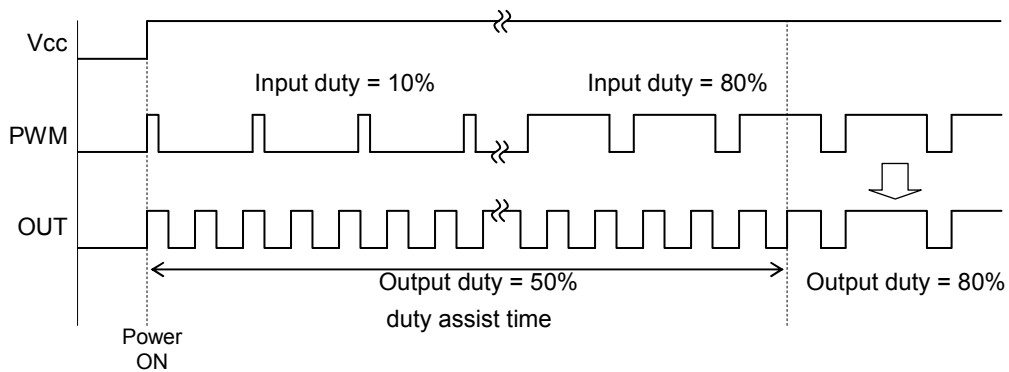 Vcc
Input duty = 10%
Input duty = 80%
PWM
OUT
Output duty = 50%
Output duty = 80%
duty assist time
Power
ON